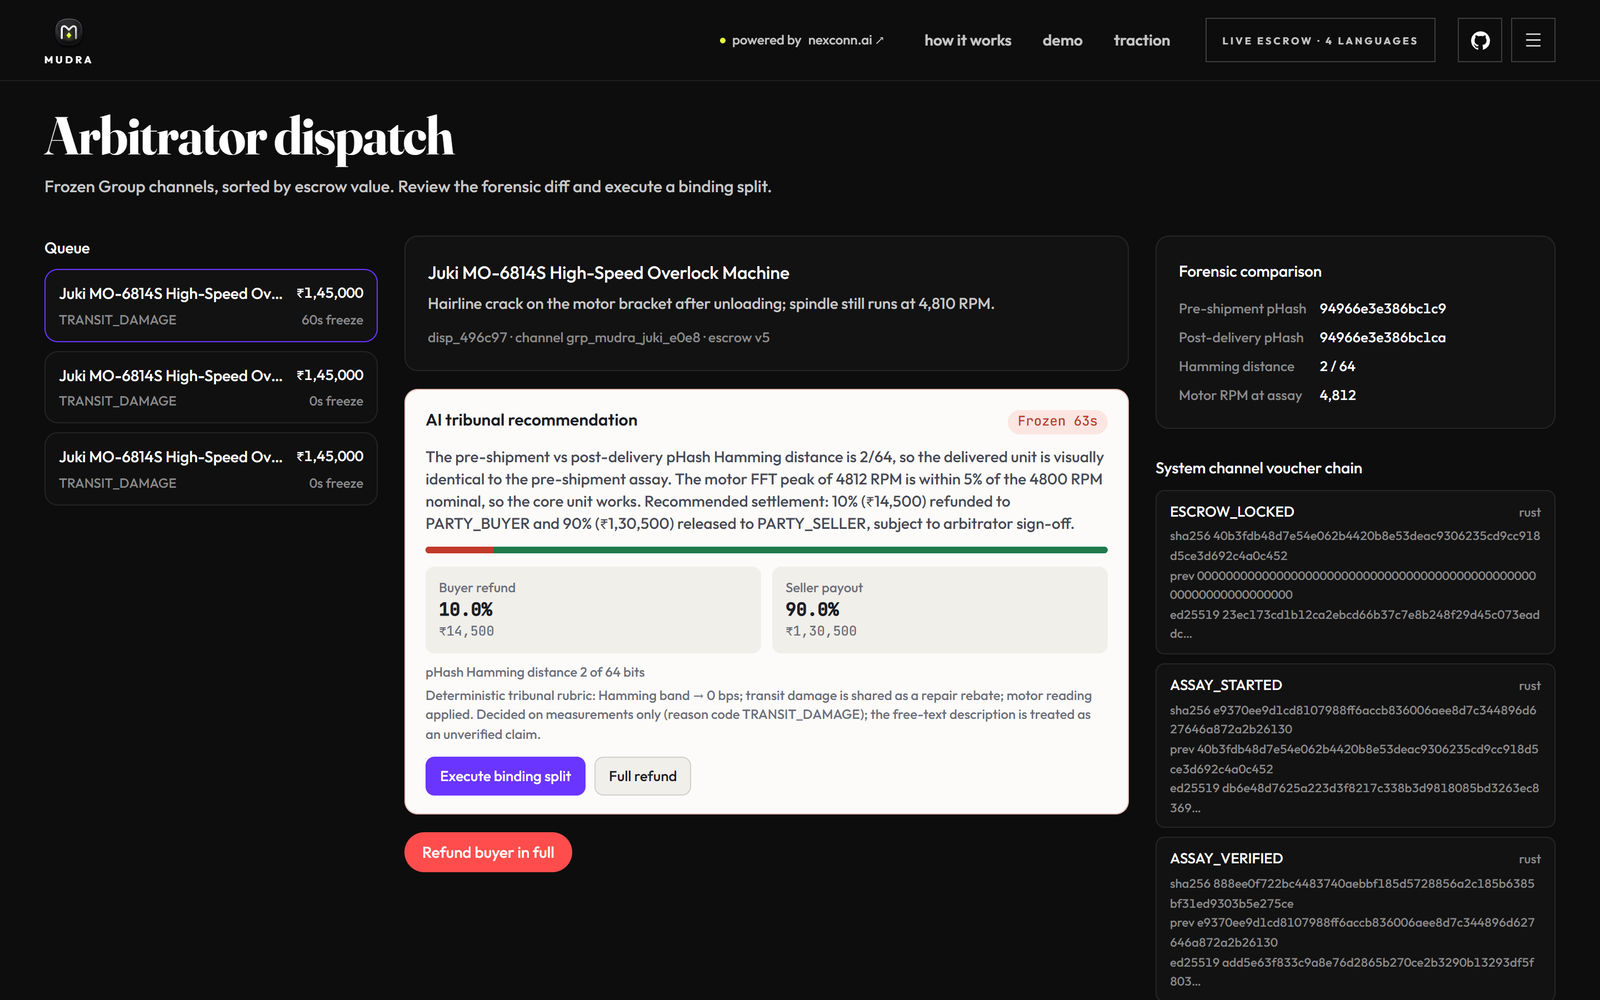 MUDRA
powered by nexconn.ai ↗
how it works
demo
traction
LIVE ESCROW · 4 LANGUAGES
Arbitrator dispatch
Frozen Group channels, sorted by escrow value. Review the forensic diff and execute a binding split.
Queue
Juki MO-6814S High-Speed Ov... ₹1,45,000
TRANSIT_DAMAGE 60s freeze
Juki MO-6814S High-Speed Ov... ₹1,45,000
TRANSIT_DAMAGE 0s freeze
Juki MO-6814S High-Speed Ov... ₹1,45,000
TRANSIT_DAMAGE 0s freeze
Juki MO-6814S High-Speed Overlock Machine
Hairline crack on the motor bracket after unloading; spindle still runs at 4,810 RPM.
disp_496c97 · channel grp_mudra_juki_e0e8 · escrow v5
AI tribunal recommendation
Frozen 63s
The pre-shipment vs post-delivery pHash Hamming distance is 2/64, so the delivered unit is visually
identical to the pre-shipment assay. The motor FFT peak of 4812 RPM is within 5% of the 4800 RPM
nominal, so the core unit works. Recommended settlement: 10% (₹14,500) refunded to
PARTY_BUYER and 90% (₹1,30,500) released to PARTY_SELLER, subject to arbitrator sign-off.
Buyer refund
10.0%
₹14,500
Seller payout
90.0%
₹1,30,500
pHash Hamming distance 2 of 64 bits
Deterministic tribunal rubric: Hamming band → 0 bps; transit damage is shared as a repair rebate; motor reading
applied. Decided on measurements only (reason code TRANSIT_DAMAGE); the free-text description is treated as
an unverified claim.
Execute binding split
Full refund
Refund buyer in full
Forensic comparison
Pre-shipment pHash 94966e3e386bc1c9
Post-delivery pHash 94966e3e386bc1ca
Hamming distance 2 / 64
Motor RPM at assay 4,812
System channel voucher chain
ESCROW_LOCKED rust
sha256 40b3fdb48d7e54e062b4420b8e53deac9306235cd9cc918
d5ce3d692c4a0c452
prev 00000000000000000000000000000000000000000000000
00000000000000000
ed25519 23ec173cd1b12ca2ebcd66b37c7e8b248f29d45c073ead
dc...
ASSAY_STARTED rust
sha256 e9370ee9d1cd8107988ff6accb836006aee8d7c344896d6
27646a872a2b26130
prev 40b3fdb48d7e54e062b4420b8e53deac9306235cd9cc918d5
ce3d692c4a0c452
ed25519 db6e48d7625a223d3f8217c338b3d9818085bd3263ec8
369...
ASSAY_VERIFIED rust
sha256 888ee0f722bc4483740aebbf185d5728856a2c185b6385
bf31ed9303b5e275ce
prev e9370ee9d1cd8107988ff6accb836006aee8d7c344896d627
646a872a2b26130
ed25519 add5e63f833c9a8e76d2865b270ce2b3290b13293df5f
803...